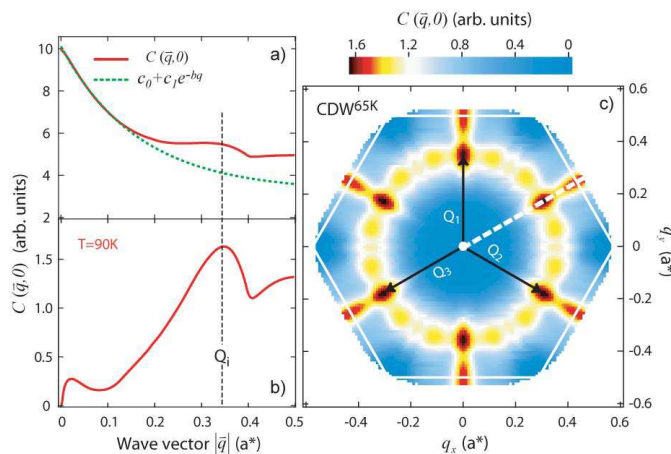 C (q⃗,0) (arb. units)
1.6 1.2 0.8 0.4 0
a)
C (q⃗,0)
c₀+c₁e^-bq
10
8
6
4
2
T=90K
1.5
1.0
0.5
0
Q_i
b)
C (q⃗,0) (arb. units)
0 0.1 0.2 0.3 0.4 0.5
Wave vector |q⃗| (a*)
CDW^65K
c)
Q₁
Q₂
Q₃
0.6
0.4
0.2
0
-0.2
-0.4
-0.6
q_y (a*)
-0.4 -0.2 0 0.2 0.4 0.6
q_x (a*)